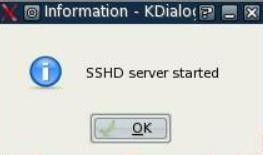 Information - KDialog
SSHD server started
OK